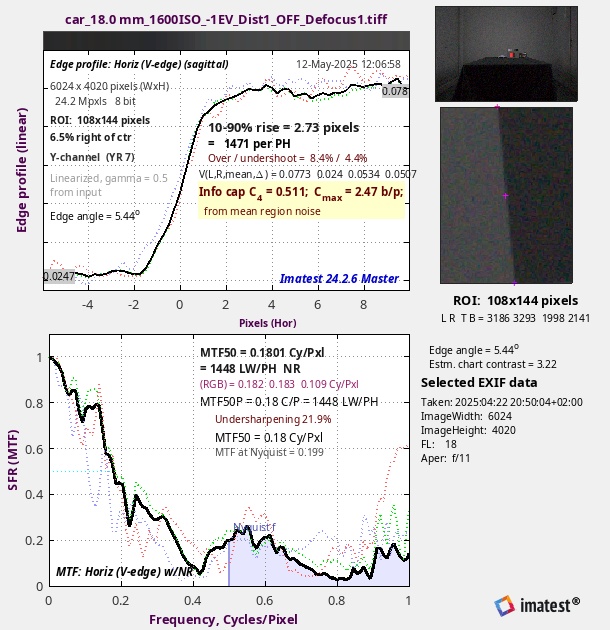 car_18.0 mm_1600ISO_-1EV_Dist1_OFF_Defocus1.tiff
Edge profile: Horiz (V-edge) (sagittal)
12-May-2025 12:06:58
6024 x 4020 pixels (WxH)
24.2 Mpxls   8 bit
0.078
ROI:  108x144 pixels
6.5% right of ctr
10-90% rise = 2.73 pixels
=   1471 per PH
Y-channel  (YR 7)
Over / undershoot =  8.4% /  4.4%
V(L,R,mean,Δ) = 0.0773  0.024  0.0534  0.0507
Linearized, gamma = 0.5
from input
Info cap C4 = 0.511;  Cmax = 2.47 b/p;
from mean region noise
Edge angle = 5.44o
0.0247
Imatest 24.2.6 Master
-4 -2 0 2 4 6 8
Pixels (Hor)
Edge profile (linear)
ROI:  108x144 pixels
L R  T B = 3186 3293  1998 2141
Edge angle = 5.44o
Estm. chart contrast = 3.22
Selected EXIF data
Taken: 2025:04:22 20:50:04+02:00
ImageWidth:  6024
ImageHeight:  4020
FL:   18
Aper:  f/11
MTF50 = 0.1801 Cy/Pxl
= 1448 LW/PH  NR
(RGB) = 0.182  0.183  0.109 Cy/Pxl
MTF50P = 0.18 C/P = 1448 LW/PH
Undersharpening 21.9%
MTF50 = 0.18 Cy/Pxl
MTF at Nyquist = 0.199
Nyquist f
MTF: Horiz (V-edge) w/NR
1
0.8
0.6
0.4
0.2
0
0 0.2 0.4 0.6 0.8 1
Frequency, Cycles/Pixel
SFR (MTF)
imatest®